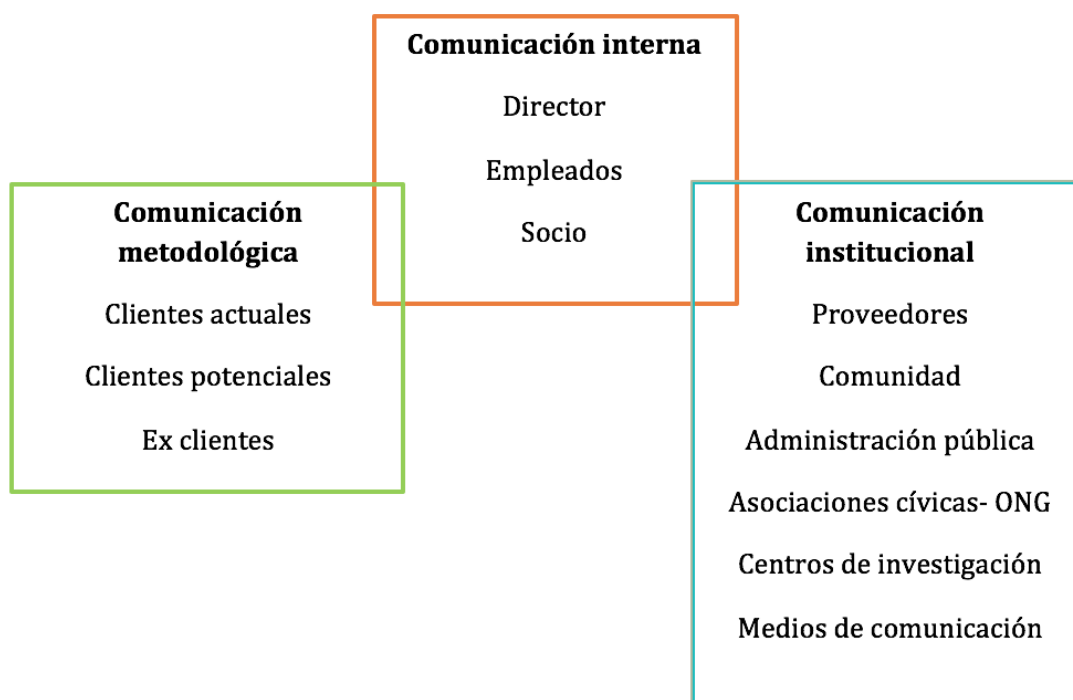 Comunicación interna
Director
Empleados
Socio
Comunicación
metodológica
Clientes actuales
Clientes potenciales
Ex clientes
Comunicación
institucional
Proveedores
Comunidad
Administración pública
Asociaciones cívicas- ONG
Centros de investigación
Medios de comunicación